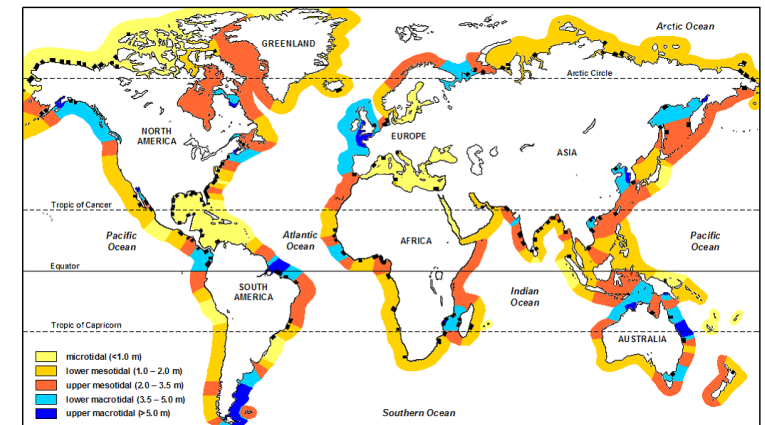 Arctic Ocean
GREENLAND
Arctic Circle
NORTH
AMERICA
EUROPE
ASIA
Tropic of Cancer
Pacific
Ocean
Atlantic
Ocean
AFRICA
Pacific
Ocean
Equator
SOUTH
AMERICA
Indian
Ocean
Tropic of Capricorn
AUSTRALIA
microtidal (<1.0 m)
lower mesotidal (1.0 – 2.0 m)
upper mesotidal (2.0 – 3.5 m)
lower macrotidal (3.5 – 5.0 m)
upper macrotidal (> 5.0 m)
Southern Ocean